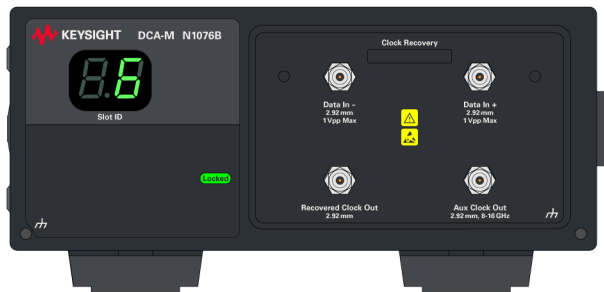 KEYSIGHT DCA-M N1076B
6
Slot ID
Locked
Clock Recovery
Data In -
2.92 mm
1 Vpp Max
Data In +
2.92 mm
1 Vpp Max
Recovered Clock Out
2.92 mm
Aux Clock Out
2.92 mm, 8-16 GHz